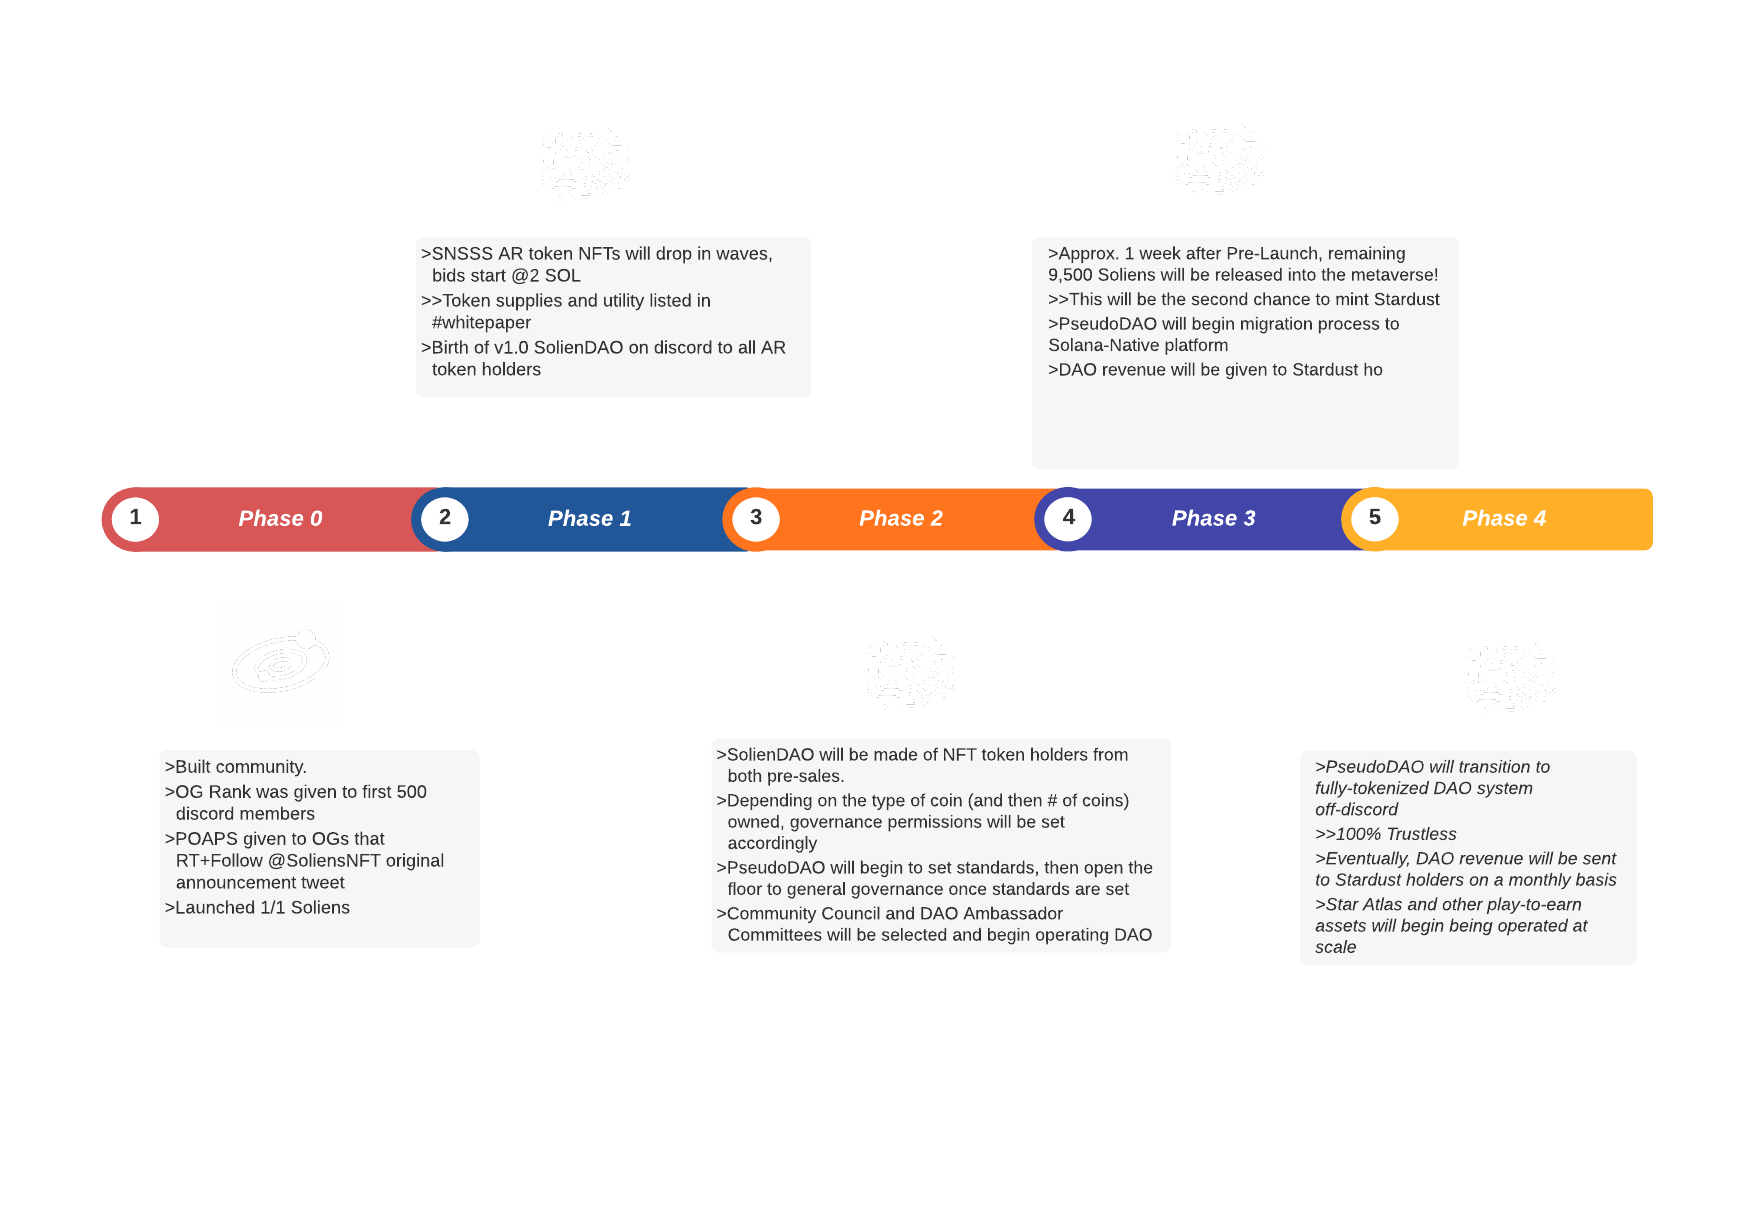 >SNSSS AR token NFTs will drop in waves,
bids start @2 SOL
>>Token supplies and utility listed in
#whitepaper
>Birth of v1.0 SolienDAO on discord to all AR
token holders
>Approx. 1 week after Pre-Launch, remaining
9,500 Soliens will be released into the metaverse!
>>This will be the second chance to mint Stardust
>PseudoDAO will begin migration process to
Solana-Native platform
>DAO revenue will be given to Stardust ho
1
Phase 0
2
Phase 1
3
Phase 2
4
Phase 3
5
Phase 4
>Built community.
>OG Rank was given to first 500
discord members
>POAPS given to OGs that
RT+Follow @SoliensNFT original
announcement tweet
>Launched 1/1 Soliens
>SolienDAO will be made of NFT token holders from
both pre-sales.
>Depending on the type of coin (and then # of coins)
owned, governance permissions will be set
accordingly
>PseudoDAO will begin to set standards, then open the
floor to general governance once standards are set
>Community Council and DAO Ambassador
Committees will be selected and begin operating DAO
>PseudoDAO will transition to
fully-tokenized DAO system
off-discord
>>100% Trustless
>Eventually, DAO revenue will be sent
to Stardust holders on a monthly basis
>Star Atlas and other play-to-earn
assets will begin being operated at
scale